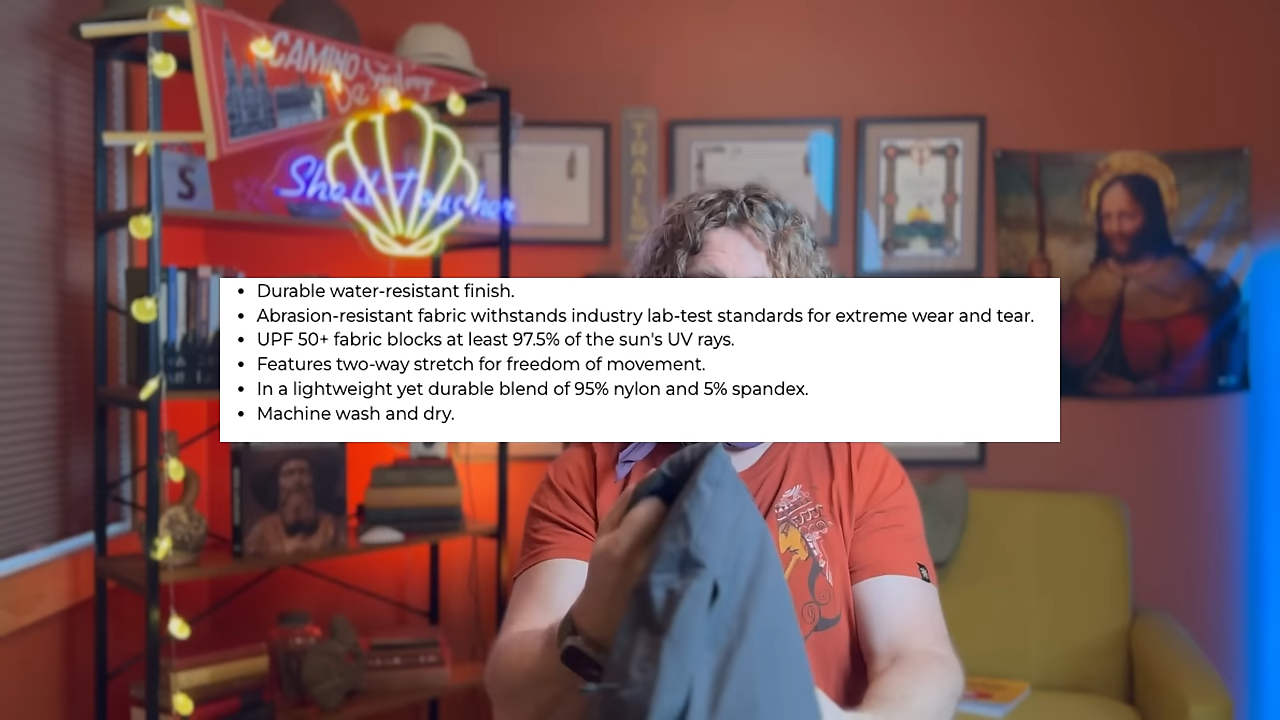 CAMINO
De
S
TRAILS
• Durable water-resistant finish.
• Abrasion-resistant fabric withstands industry lab-test standards for extreme wear and tear.
• UPF 50+ fabric blocks at least 97.5% of the sun's UV rays.
• Features two-way stretch for freedom of movement.
• In a lightweight yet durable blend of 95% nylon and 5% spandex.
• Machine wash and dry.